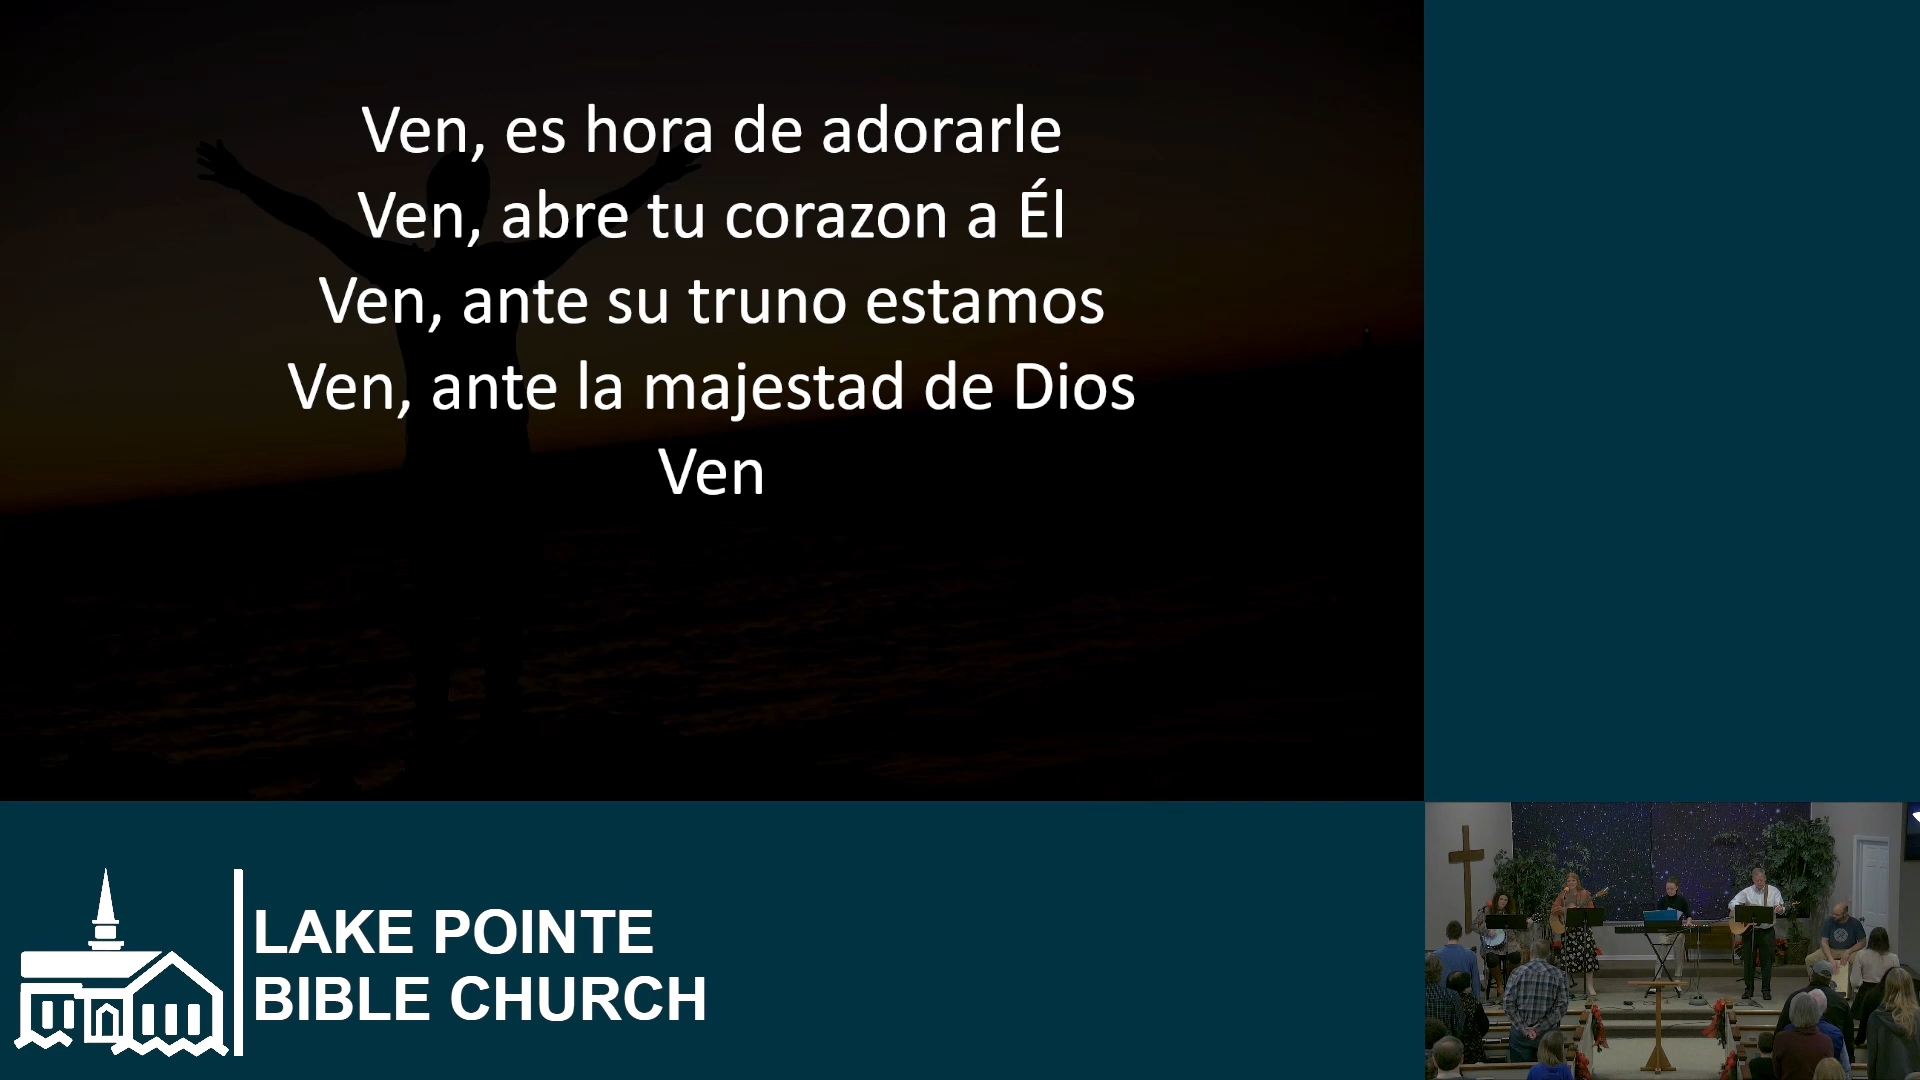 Ven, es hora de adorarle
Ven, abre tu corazon a Él
Ven, ante su truno estamos
Ven, ante la majestad de Dios
Ven
LAKE POINTE
BIBLE CHURCH